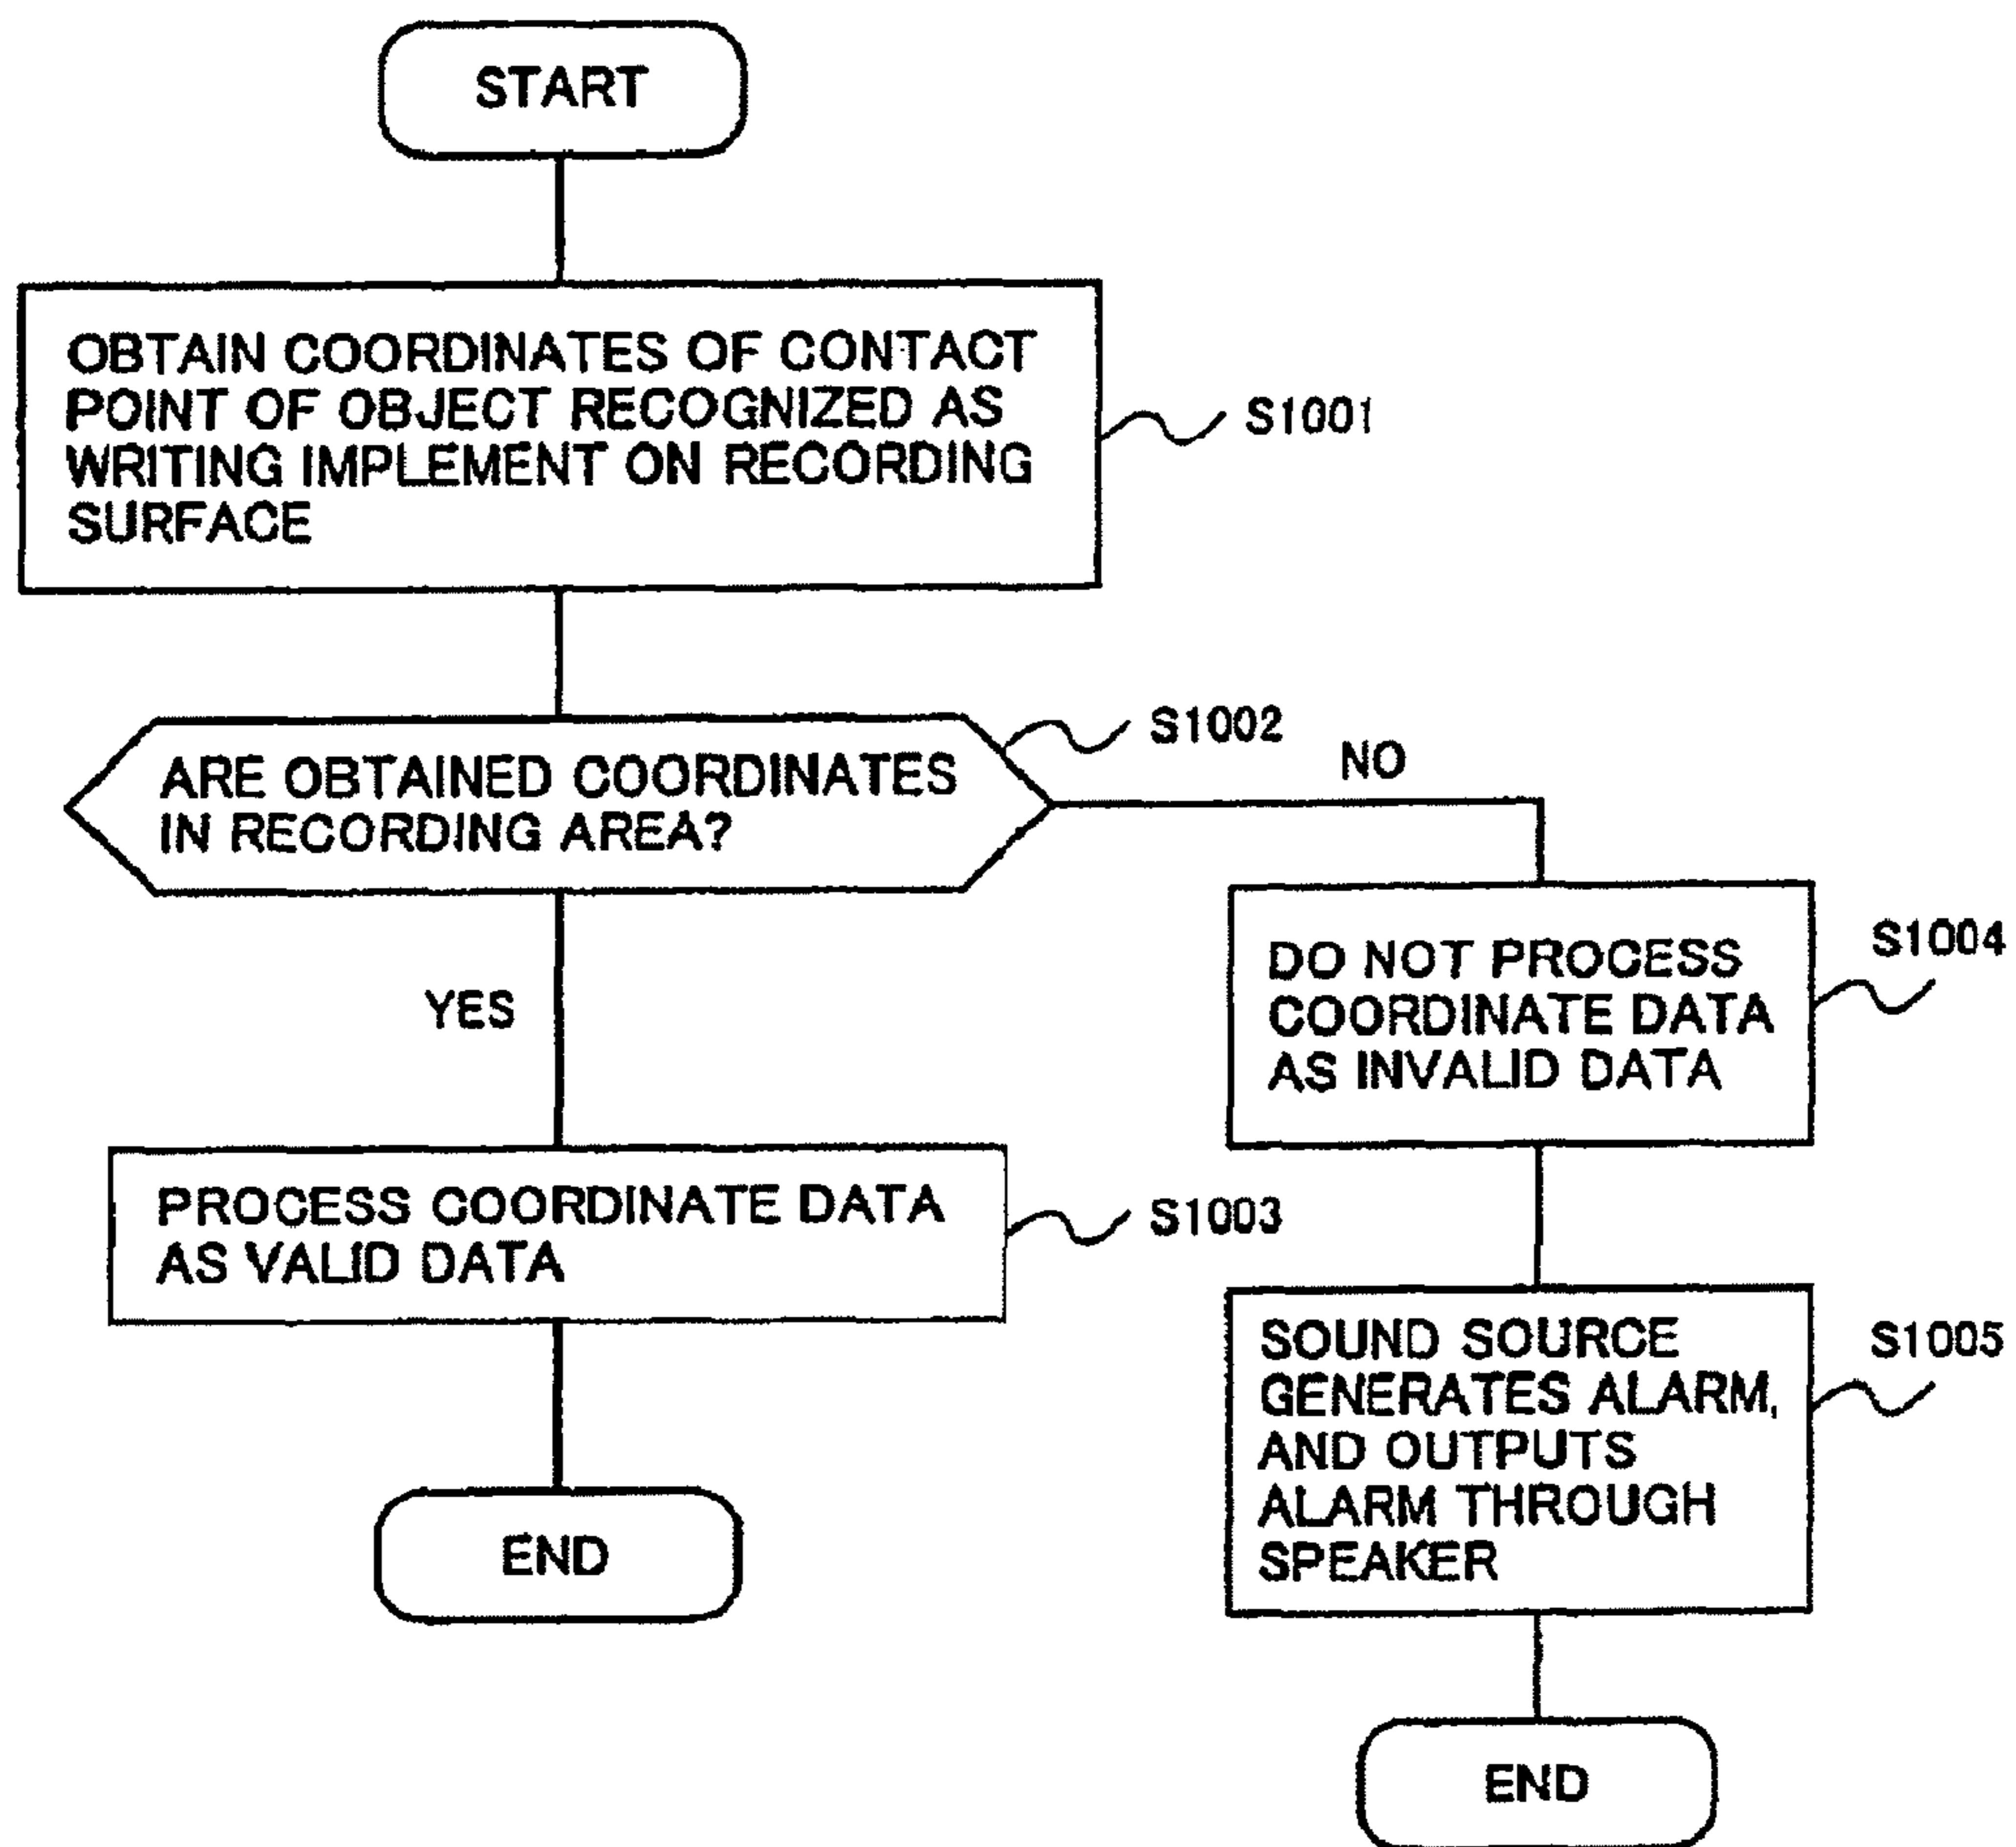 START
OBTAIN COORDINATES OF CONTACT
POINT OF OBJECT RECOGNIZED AS
WRITING IMPLEMENT ON RECORDING
SURFACE
S1001
S1002
ARE OBTAINED COORDINATES
IN RECORDING AREA?
NO
YES
DO NOT PROCESS
COORDINATE DATA
AS INVALID DATA
S1004
PROCESS COORDINATE DATA
AS VALID DATA
S1003
SOUND SOURCE
GENERATES ALARM,
AND OUTPUTS
ALARM THROUGH
SPEAKER
S1005
END
END